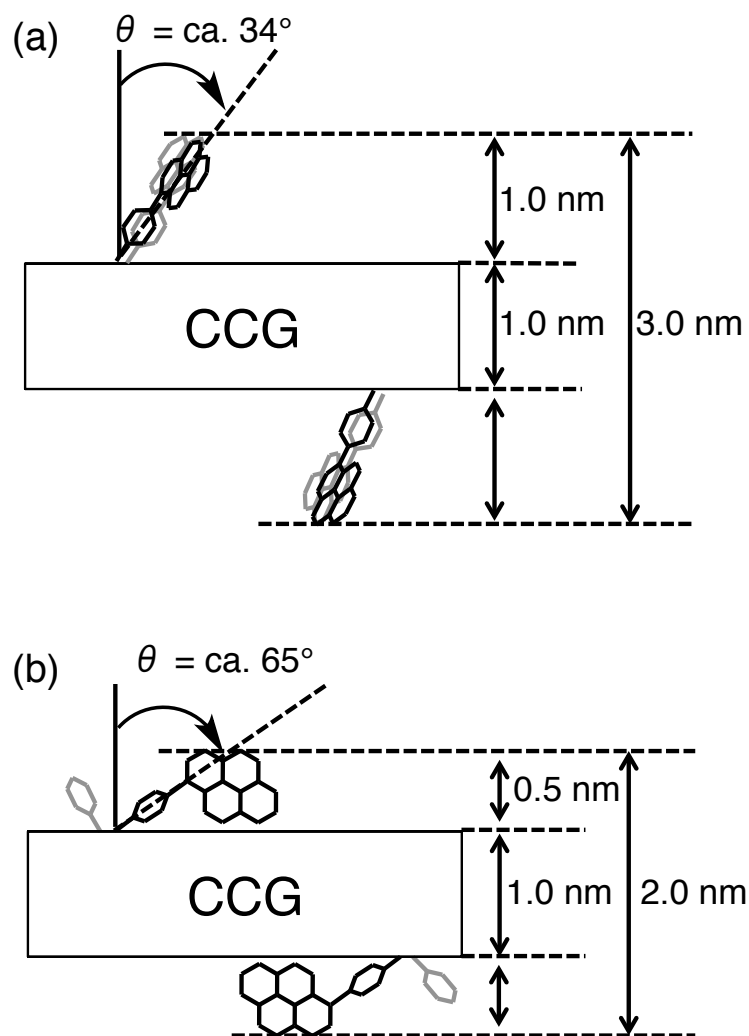 (a)
θ = ca. 34°
1.0 nm
CCG
1.0 nm
3.0 nm
(b)
θ = ca. 65°
0.5 nm
CCG
1.0 nm
2.0 nm